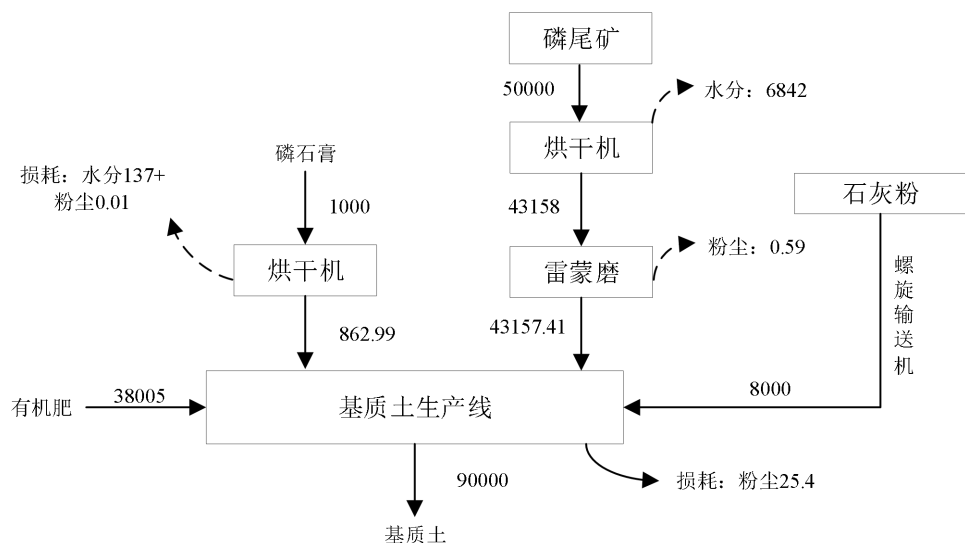 磷尾矿
50000
水分：6842
烘干机
磷石膏
损耗：水分137+
粉尘0.01
1000
43158
石灰粉
烘干机
雷蒙磨
粉尘：0.59
螺旋输送机
862.99
43157.41
有机肥
38005
基质土生产线
8000
90000
损耗：粉尘25.4
基质土